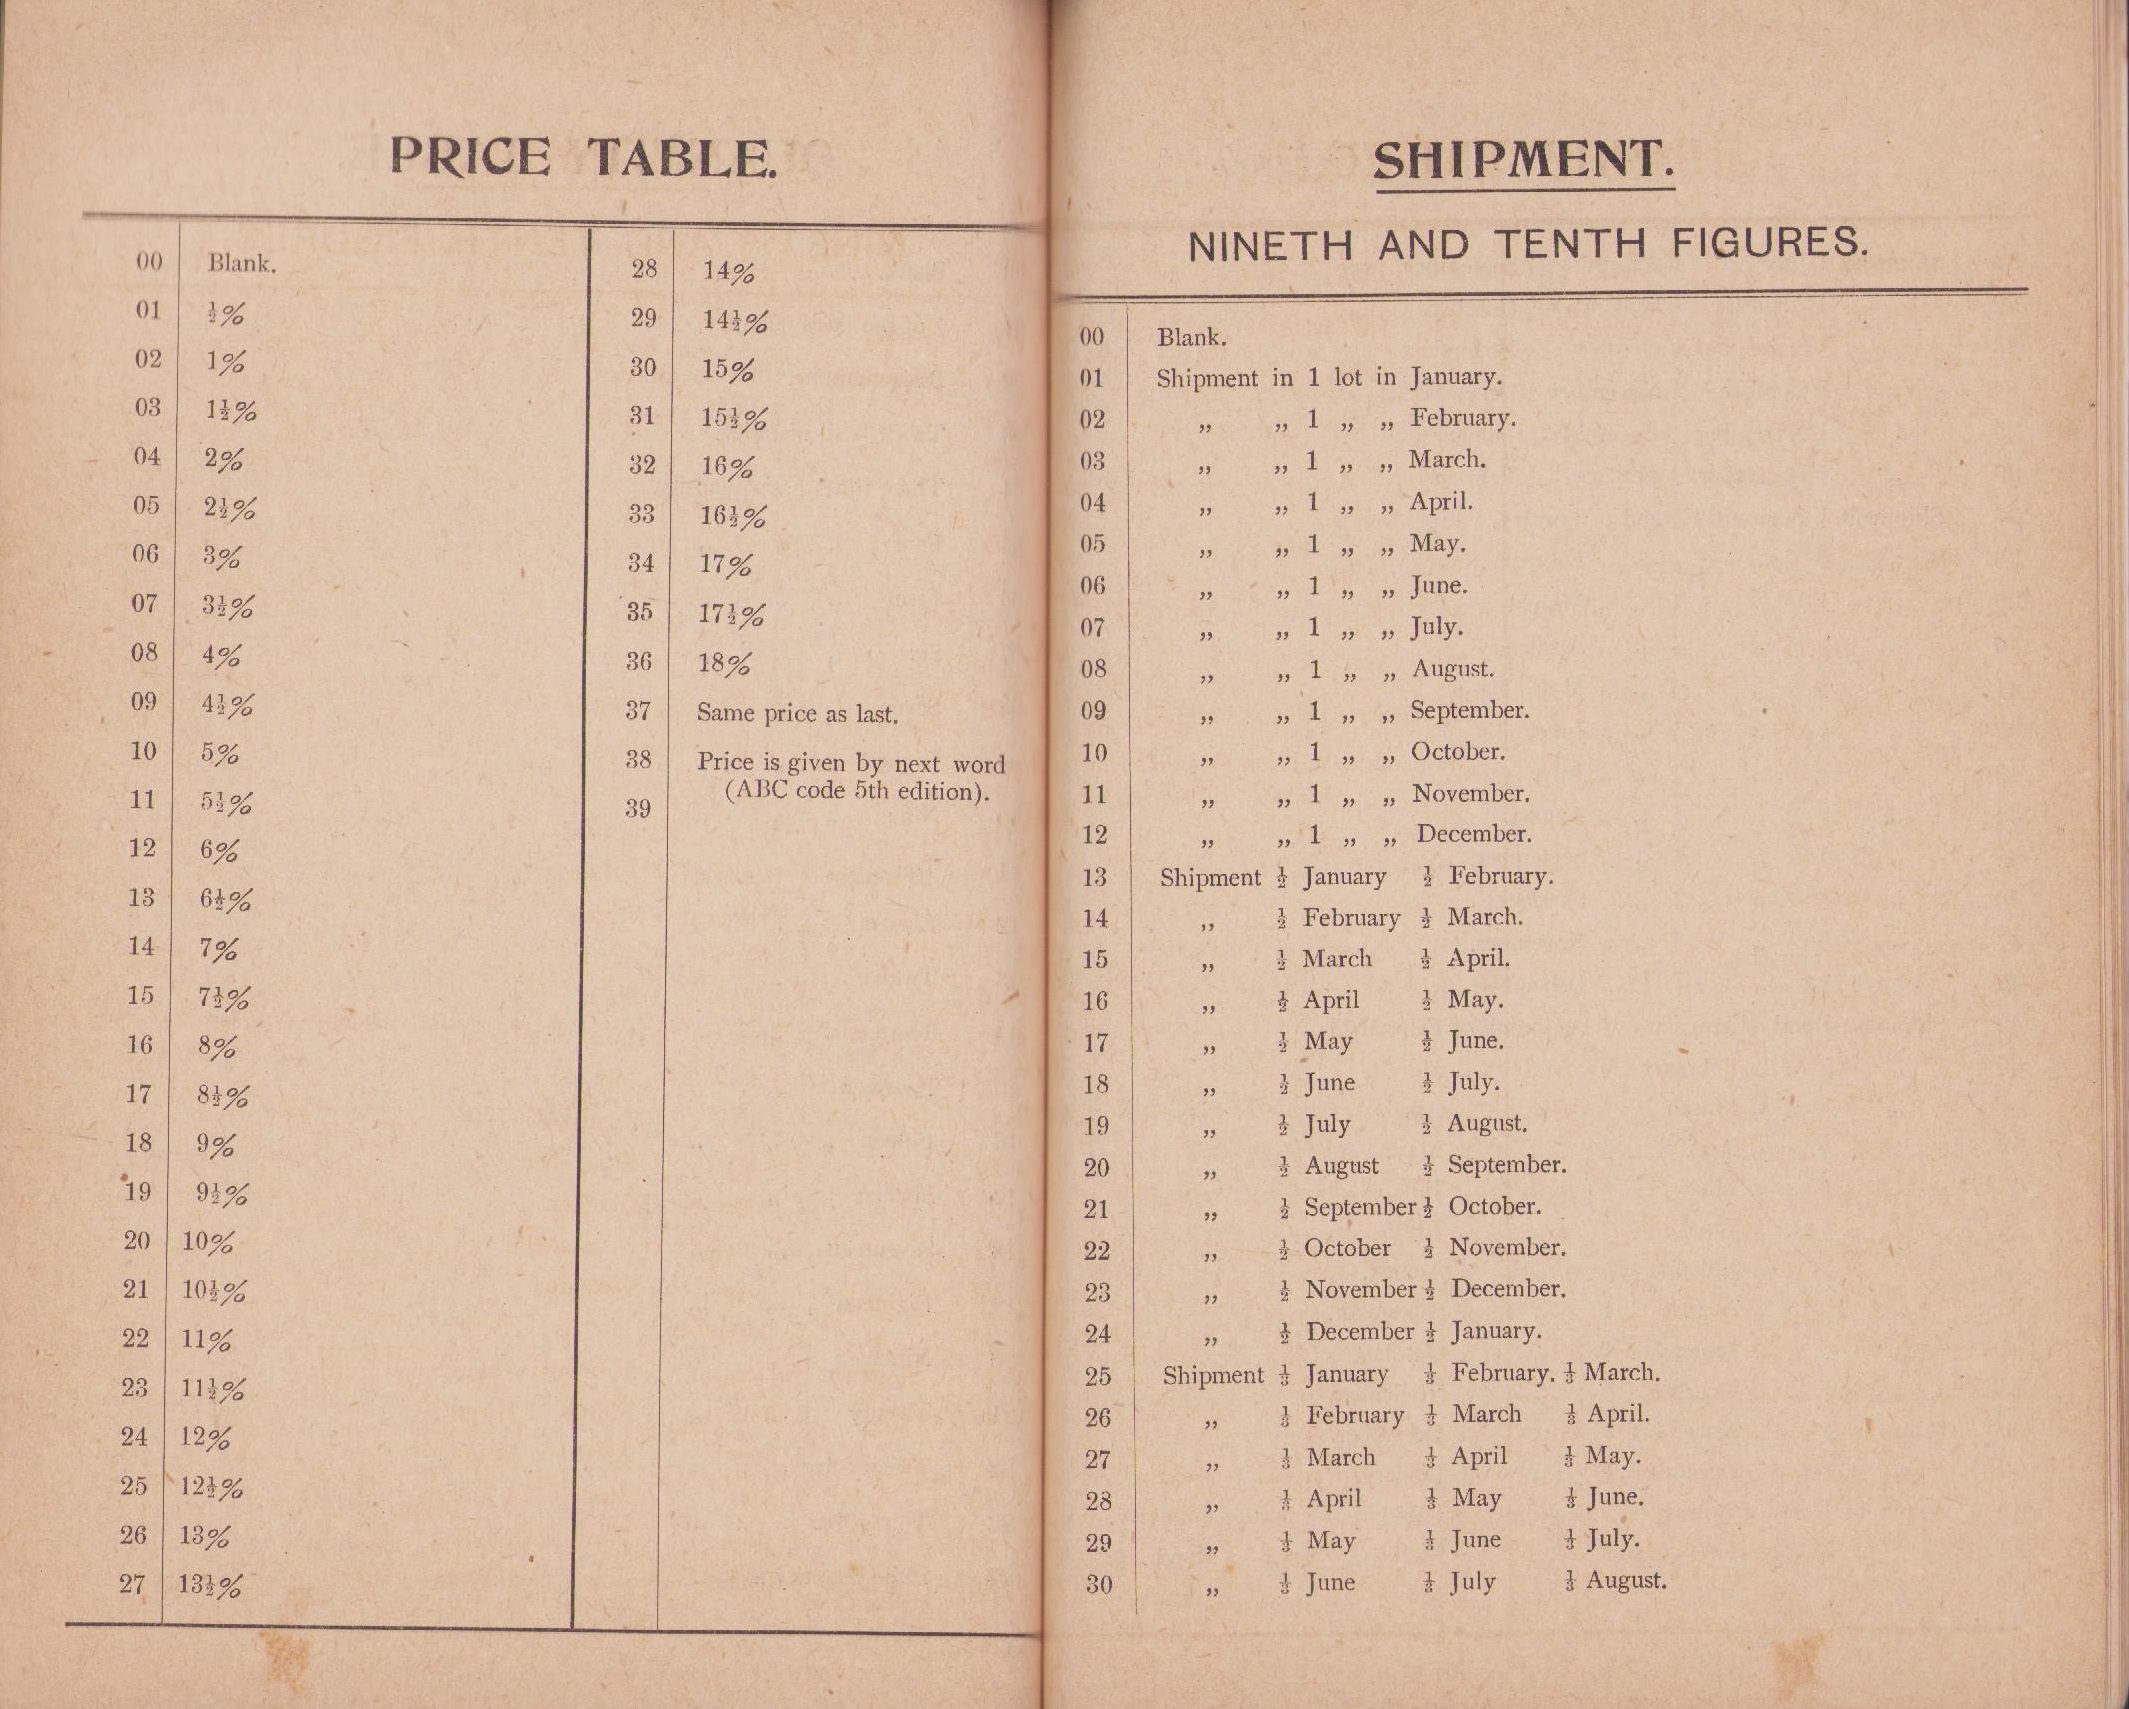 PRICE TABLE.
00 Blank.
01 ½%
02 1%
03 1½%
04 2%
05 2½%
06 3%
07 3½%
08 4%
09 4½%
10 5%
11 5½%
12 6%
13 6½%
14 7%
15 7½%
16 8%
17 8½%
18 9%
19 9½%
20 10%
21 10½%
22 11%
23 11½%
24 12%
25 12½%
26 13%
27 13½%
28 14%
29 14½%
30 15%
31 15½%
32 16%
33 16½%
34 17%
35 17½%
36 18%
37 Same price as last.
38 Price is given by next word
(ABC code 5th edition).
39
SHIPMENT.
NINETH AND TENTH FIGURES.
00 Blank.
01 Shipment in 1 lot in January.
02 „ „ 1 „ „ February.
03 „ „ 1 „ „ March.
04 „ „ 1 „ „ April.
05 „ „ 1 „ „ May.
06 „ „ 1 „ „ June.
07 „ „ 1 „ „ July.
08 „ „ 1 „ „ August.
09 „ „ 1 „ „ September.
10 „ „ 1 „ „ October.
11 „ „ 1 „ „ November.
12 „ „ 1 „ „ December.
13 Shipment ½ January ½ February.
14 „ ½ February ½ March.
15 „ ½ March ½ April.
16 „ ½ April ½ May.
17 „ ½ May ½ June.
18 „ ½ June ½ July.
19 „ ½ July ½ August.
20 „ ½ August ½ September.
21 „ ½ September ½ October.
22 „ ½ October ½ November.
23 „ ½ November ½ December.
24 „ ½ December ½ January.
25 Shipment ⅓ January ⅓ February. ⅓ March.
26 „ ⅓ February ⅓ March ⅓ April.
27 „ ⅓ March ⅓ April ⅓ May.
28 „ ⅓ April ⅓ May ⅓ June.
29 „ ⅓ May ⅓ June ⅓ July.
30 „ ⅓ June ⅓ July ⅓ August.